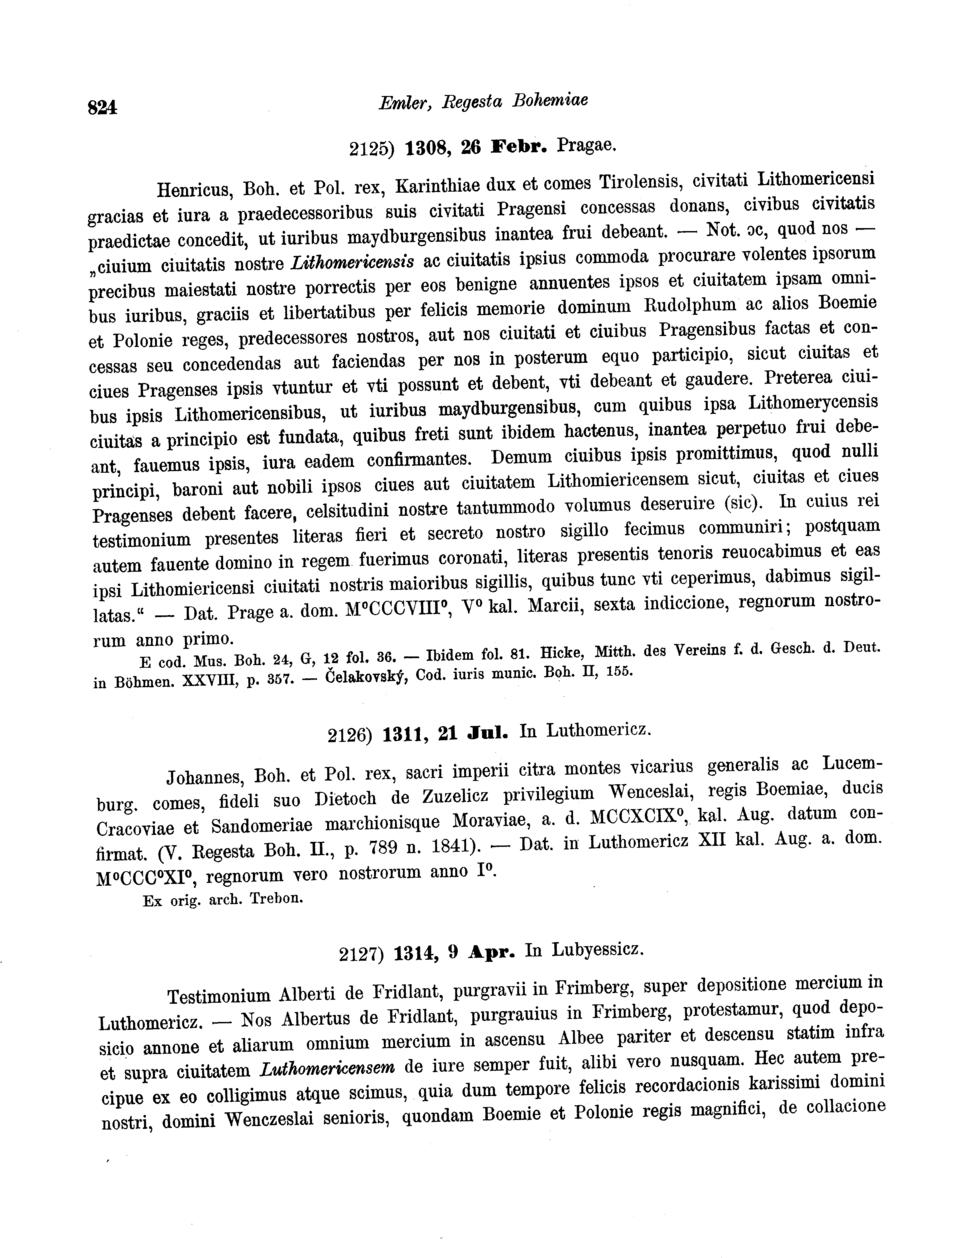 824
Emler, Regesta Bohemiae
2125) 1308, 26 Febr. Pragae.
Henricus, Boh. et Pol. rex, Karinthiae dux et comes Tirolensis, civitati Lithomericensi
gracias et iura a praedecessoribus suis civitati Pragensi concessas donans, civibus civitatis
praedictae concedit, ut iuribus maydburgensibus inantea frui debeant. — Not. ɔc, quod nos —
„ciuium ciuitatis nostre Lithomericensis ac ciuitatis ipsius commoda procurare volentes ipsorum
precibus maiestati nostre porrectis per eos benigne annuentes ipsos et ciuitatem ipsam omni-
bus iuribus, graciis et libertatibus per felicis memorie dominum Rudolphum ac alios Boemie
et Polonie reges, predecessores nostros, aut nos ciuitati et ciuibus Pragensibus factas et con-
cessas seu concedendas aut faciendas per nos in posterum equo participio, sicut ciuitas et
ciues Pragenses ipsis vtuntur et vti possunt et debent, vti debeant et gaudere. Preterea ciui-
bus ipsis Lithomericensibus, ut iuribus maydburgensibus, cum quibus ipsa Lithomerycensis
ciuitas a principio est fundata, quibus freti sunt ibidem hactenus, inantea perpetuo frui debe-
ant, fauemus ipsis, iura eadem confirmantes. Demum ciuibus ipsis promittimus, quod nulli
principi, baroni aut nobili ipsos ciues aut ciuitatem Lithomiericensem sicut, ciuitas et ciues
Pragenses debent facere, celsitudini nostre tantummodo volumus deseruire (sic). In cuius rei
testimonium presentes literas fieri et secreto nostro sigillo fecimus communiri; postquam
autem fauente domino in regem fuerimus coronati, literas presentis tenoris reuocabimus et eas
ipsi Lithomiericensi ciuitati nostris maioribus sigillis, quibus tunc vti ceperimus, dabimus sigil-
latas.“ — Dat. Prage a. dom. M°CCCVIII°, V° kal. Marcii, sexta indiccione, regnorum nostro-
rum anno primo.
E cod. Mus. Boh. 24, G, 12 fol. 36. — Ibidem fol. 81. Hicke, Mitth. des Vereins f. d. Gesch. d. Deut.
in Böhmen. XXVIII, p. 357. — Čelakovský, Cod. iuris munic. Boh. II, 155.
2126) 1311, 21 Jul. In Luthomericz.
Johannes, Boh. et Pol. rex, sacri imperii citra montes vicarius generalis ac Lucem-
burg. comes, fideli suo Dietoch de Zuzelicz privilegium Wenceslai, regis Boemiae, ducis
Cracoviae et Sandomeriae marchionisque Moraviae, a. d. MCCXCIX°, kal. Aug. datum con-
firmat. (V. Regesta Boh. II., p. 789 n. 1841). — Dat. in Luthomericz XII kal. Aug. a. dom.
M°CCC°XI°, regnorum vero nostrorum anno I°.
Ex orig. arch. Trebon.
2127) 1314, 9 Apr. In Lubyessicz.
Testimonium Alberti de Fridlant, purgravii in Frimberg, super depositione mercium in
Luthomericz. — Nos Albertus de Fridlant, purgrauius in Frimberg, protestamur, quod depo-
sicio annone et aliarum omnium mercium in ascensu Albee pariter et descensu statim infra
et supra ciuitatem Luthomericensem de iure semper fuit, alibi vero nusquam. Hec autem pre-
cipue ex eo colligimus atque scimus, quia dum tempore felicis recordacionis karissimi domini
nostri, domini Wenczeslai senioris, quondam Boemie et Polonie regis magnifici, de collacione